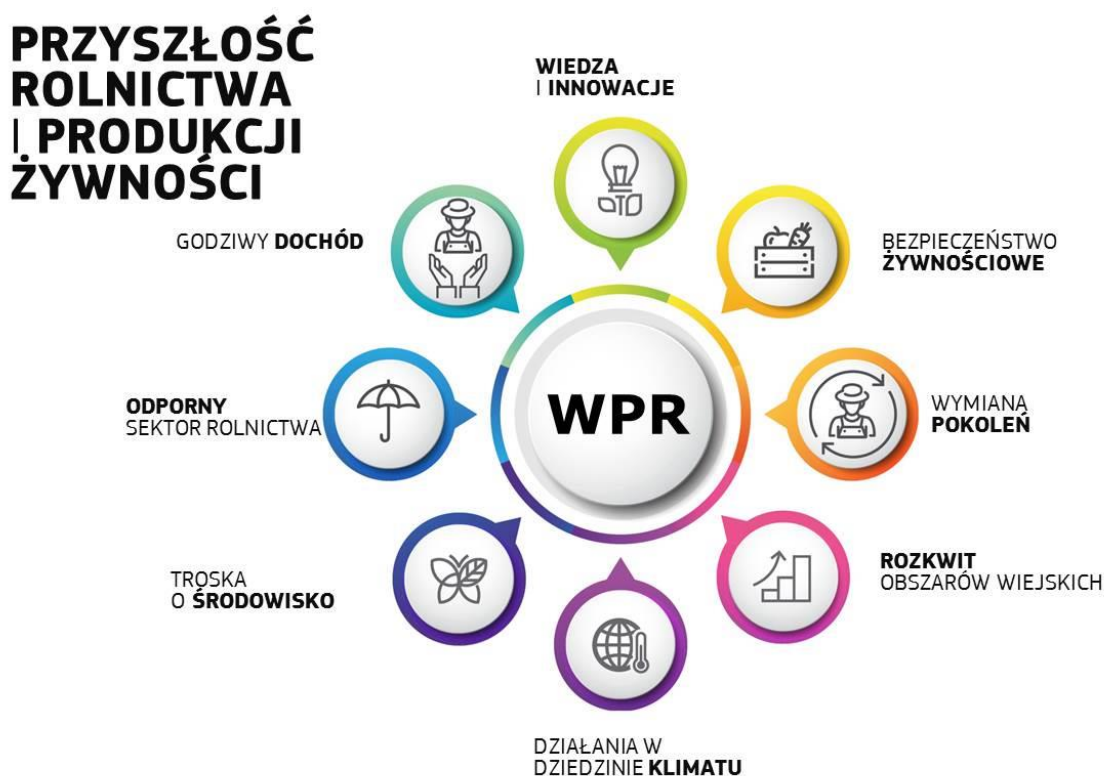 PRZYSZŁOŚĆ
ROLNICTWA
I PRODUKCJI
ŻYWNOŚCI
WIEDZA
I INNOWACJE
GODZIWY DOCHÓD
BEZPIECZEŃSTWO
ŻYWNOŚCIOWE
ODPORNY
SEKTOR ROLNICTWA
WPR
WYMIANA
POKOLEŃ
TROSKA
O ŚRODOWISKO
ROZKWIT
OBSZARÓW WIEJSKICH
DZIAŁANIA W
DZIEDZINIE KLIMATU